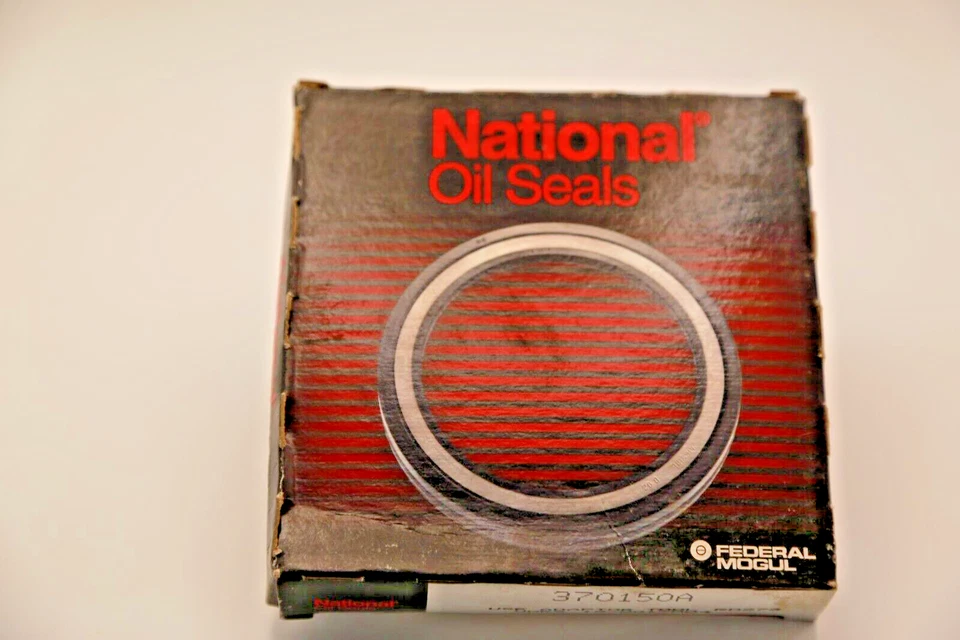 National®
Oil Seals
FEDERAL
MOGUL
National
370150A